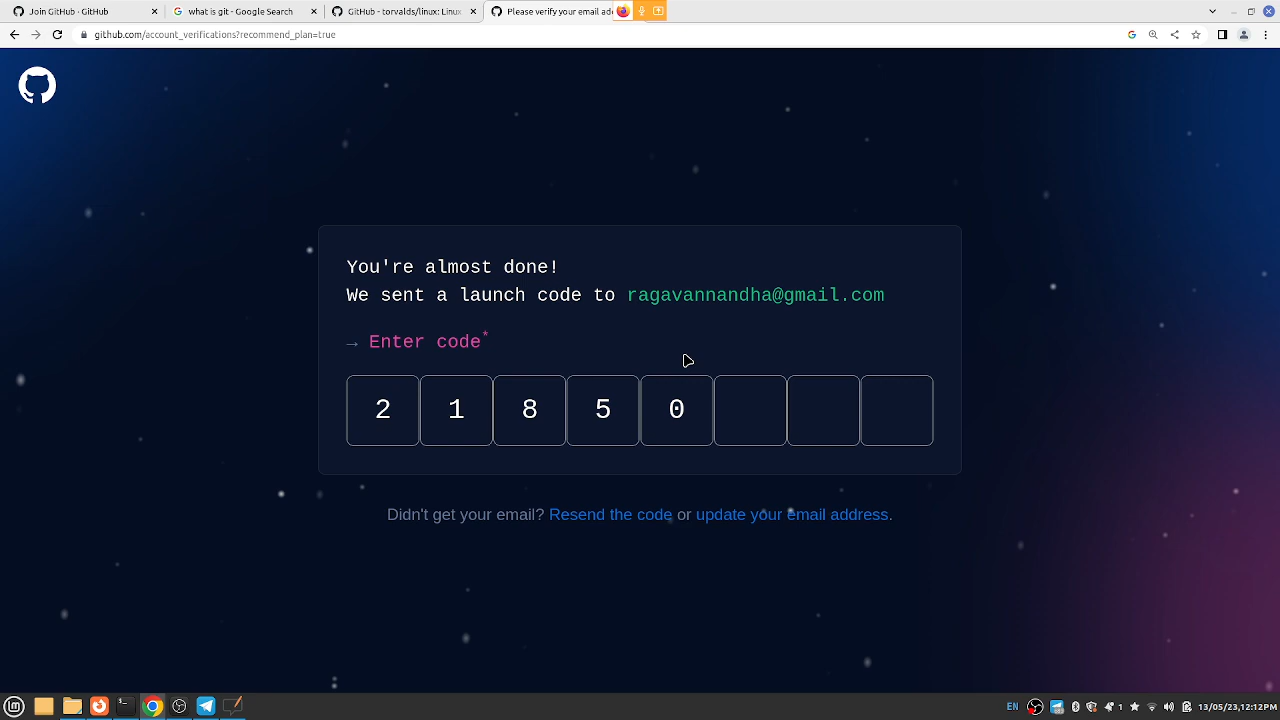 Join GitHub · GitHub
what is git - Google Search
GitHub - torvalds/linux: Linux
Please verify your email ad
github.com/account_verifications?recommend_plan=true
You're almost done!
We sent a launch code to ragavannandha@gmail.com
→ Enter code*
2 1 8 5 0
Didn't get your email? Resend the code or update your email address.
EN
1
13/05/23,12:12PM